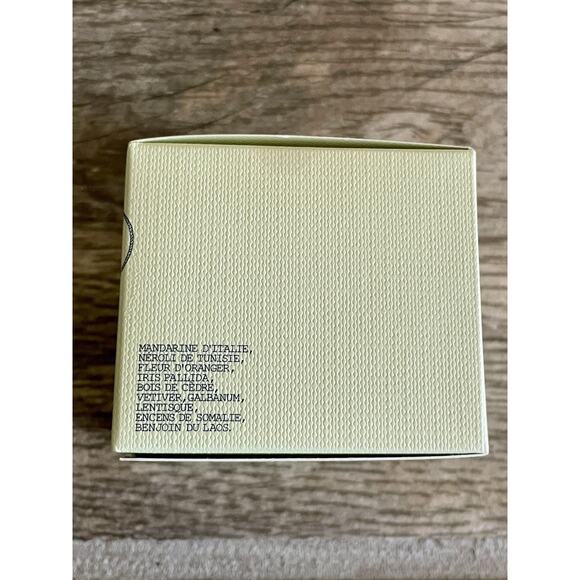 MANDARINE D'ITALIE,
NÉROLI DE TUNISIE,
FLEUR D'ORANGER,
IRIS PALLIDA,
BOIS DE CÈDRE,
VETIVER,GALBANUM,
LENTISQUE,
ENCENS DE SOMALIE,
BENJOIN DU LAOS.